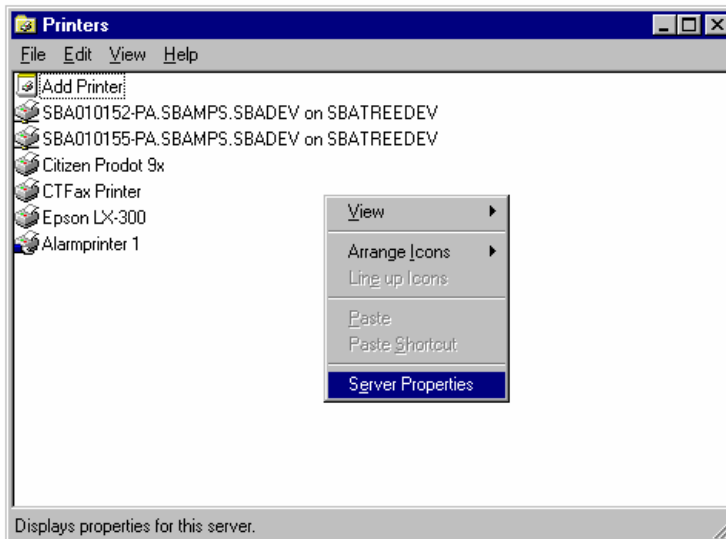 Printers
File Edit View Help
Add Printer
SBA010152-PA.SBAMPS.SBADEV on SBATREEDEV
SBA010155-PA.SBAMPS.SBADEV on SBATREEDEV
Citizen Prodot 9x
CTFax Printer
Epson LX-300
Alarmprinter 1
View
Arrange Icons
Line up Icons
Paste
Paste Shortcut
Server Properties
Displays properties for this server.